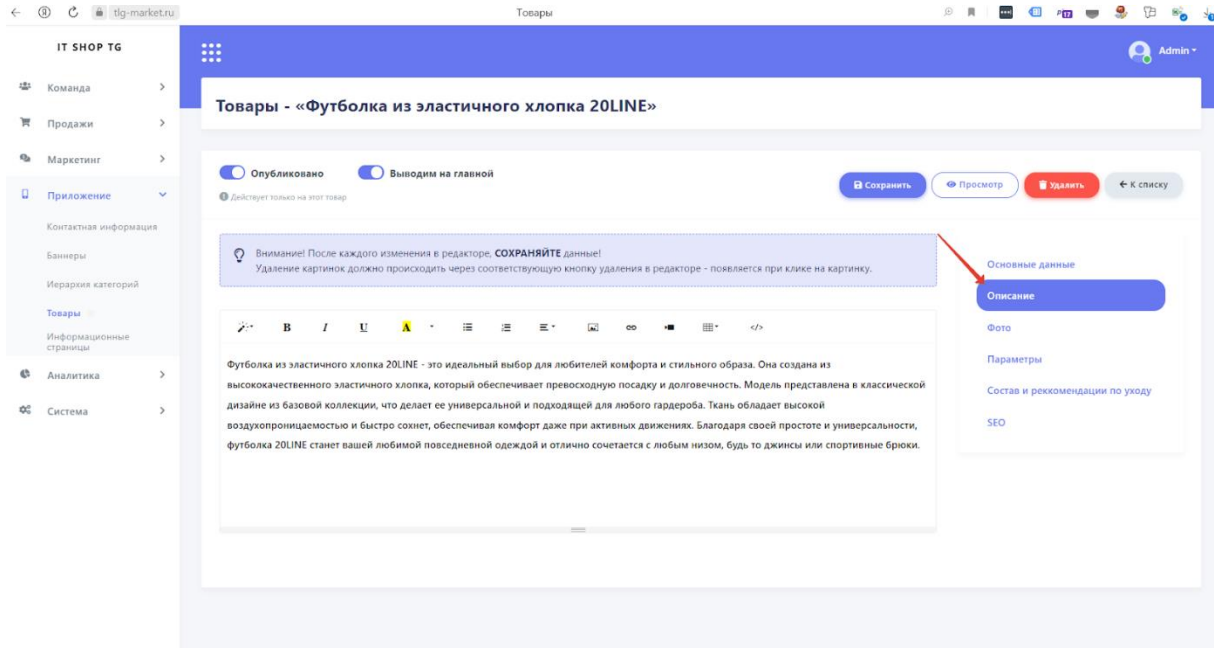 tlg-market.ru
Товары
P 17
IT SHOP TG
Admin
Команда
Продажи
Маркетинг
Приложение
Контактная информация
Баннеры
Иерархия категорий
Товары
Информационные
страницы
Аналитика
Система
Товары - «Футболка из эластичного хлопка 20LINE»
Опубликовано
Выводим на главной
Действует только на этот товар
Сохранить
Просмотр
Удалить
К списку
Внимание! После каждого изменения в редакторе, СОХРАНЯЙТЕ данные!
Удаление картинок должно происходить через соответствующую кнопку удаления в редакторе - появляется при клике на картинку.
B I U A </>
Футболка из эластичного хлопка 20LINE - это идеальный выбор для любителей комфорта и стильного образа. Она создана из
высококачественного эластичного хлопка, который обеспечивает превосходную посадку и долговечность. Модель представлена в классической
дизайне из базовой коллекции, что делает ее универсальной и подходящей для любого гардероба. Ткань обладает высокой
воздухопроницаемостью и быстро сохнет, обеспечивая комфорт даже при активных движениях. Благодаря своей простоте и универсальности,
футболка 20LINE станет вашей любимой повседневной одеждой и отлично сочетается с любым низом, будь то джинсы или спортивные брюки.
Основные данные
Описание
Фото
Параметры
Состав и реккомендации по уходу
SEO